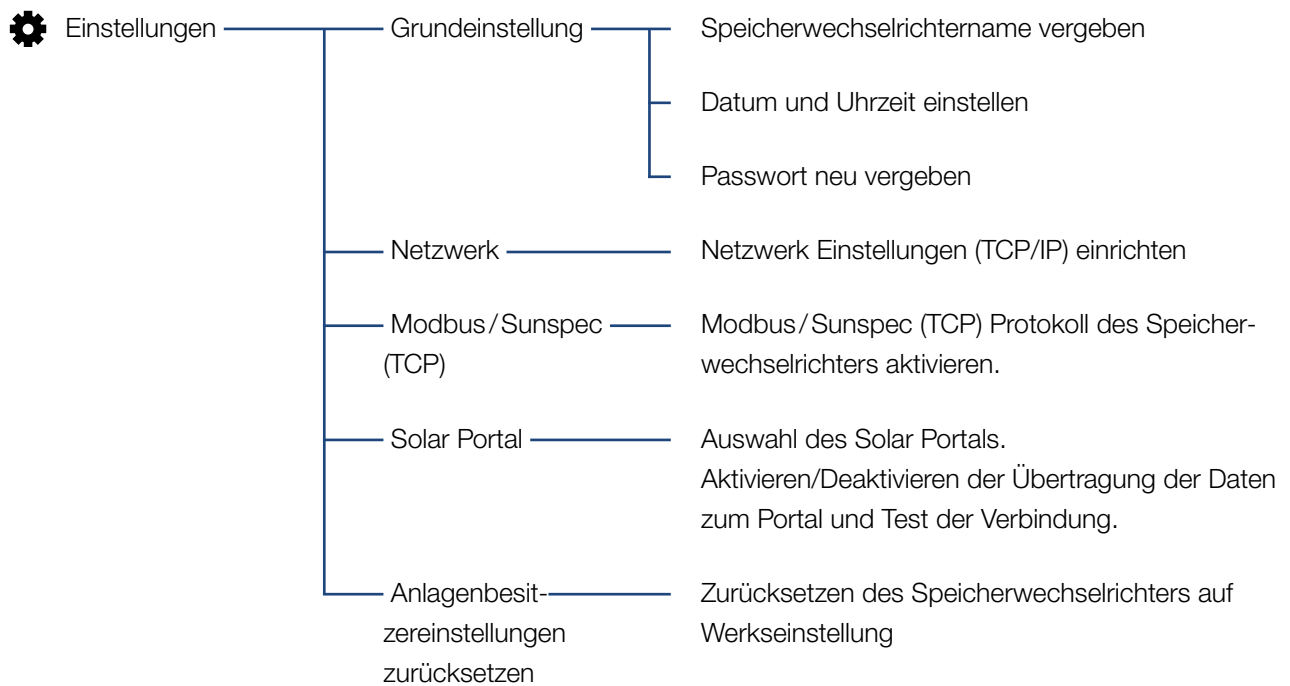 Einstellungen
Grundeinstellung
Speicherwechselrichtername vergeben
Datum und Uhrzeit einstellen
Passwort neu vergeben
Netzwerk
Netzwerk Einstellungen (TCP/IP) einrichten
Modbus/Sunspec
(TCP)
Modbus/Sunspec (TCP) Protokoll des Speicher-
wechselrichters aktivieren.
Solar Portal
Auswahl des Solar Portals.
Aktivieren/Deaktivieren der Übertragung der Daten
zum Portal und Test der Verbindung.
Anlagenbesit-
zereinstellungen
zurücksetzen
Zurücksetzen des Speicherwechselrichters auf
Werkseinstellung